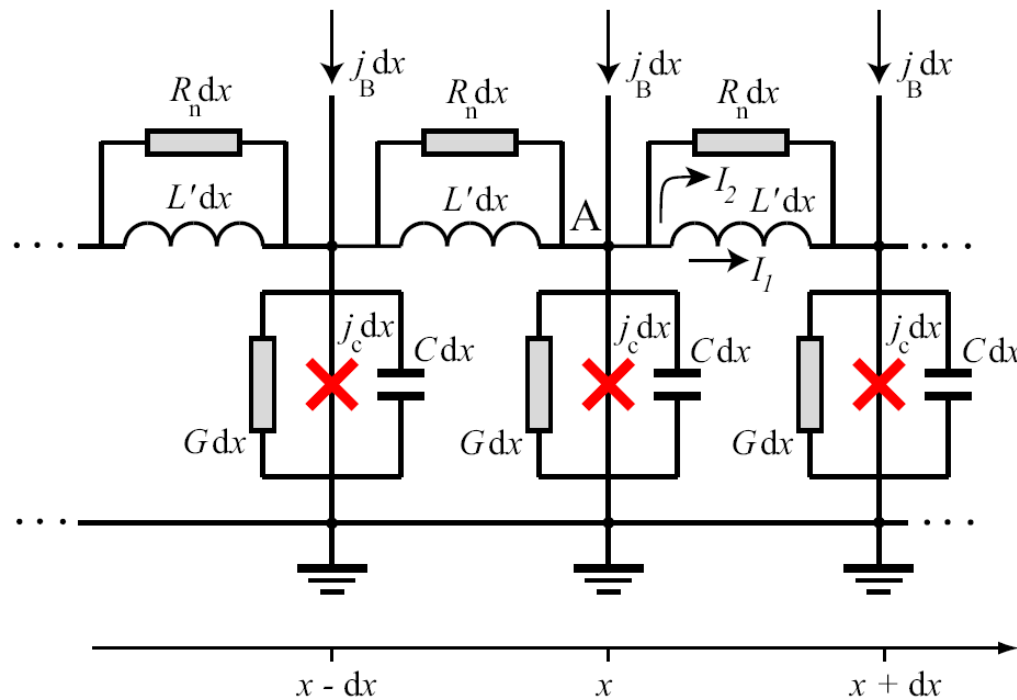 j_B dx j_B dx j_B dx
R_n dx R_n dx R_n dx
L'dx L'dx A I_2 L'dx
. . . . . .
I_1
j_c dx j_c dx j_c dx
C dx C dx C dx
G dx G dx G dx
. . . . . .
x - dx x x + dx